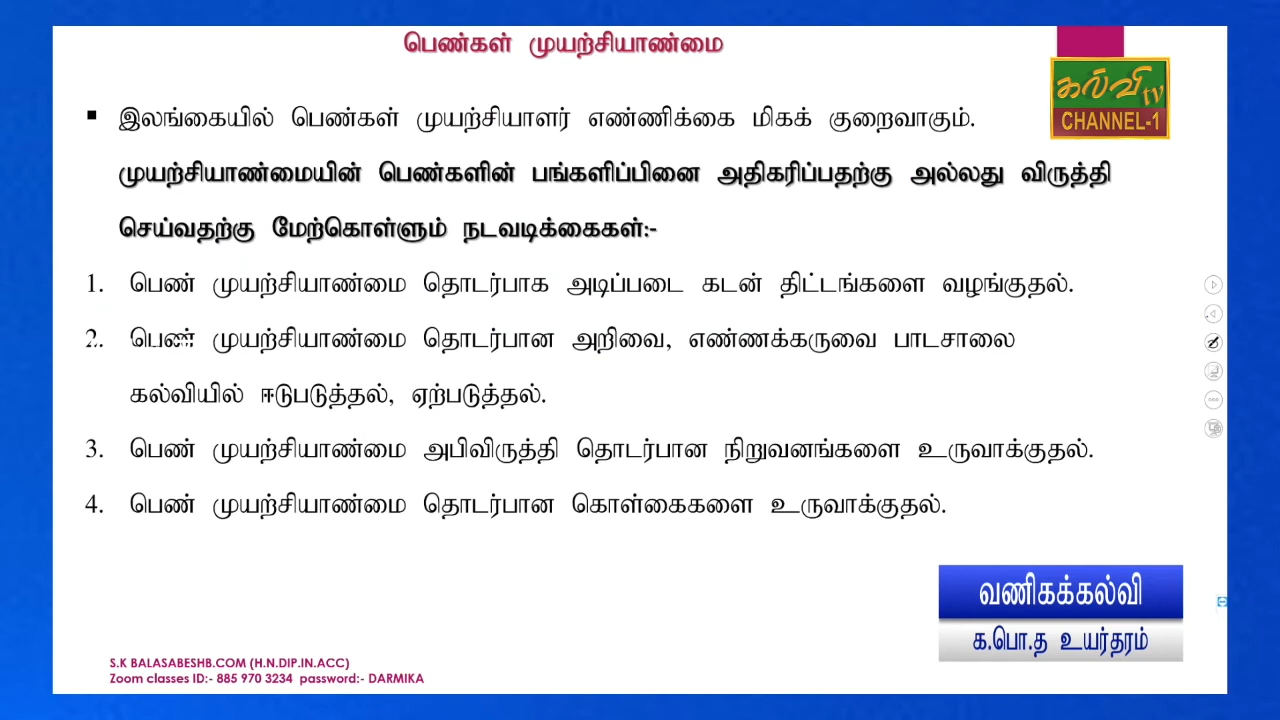 பெண்கள் முயற்சியாண்மை
கல்வி tv
CHANNEL-1
▪ இலங்கையில் பெண்கள் முயற்சியாளர் எண்ணிக்கை மிகக் குறைவாகும்.
முயற்சியாண்மையின் பெண்களின் பங்களிப்பினை அதிகரிப்பதற்கு அல்லது விருத்தி
செய்வதற்கு மேற்கொள்ளும் நடவடிக்கைகள்:-
1. பெண் முயற்சியாண்மை தொடர்பாக அடிப்படை கடன் திட்டங்களை வழங்குதல்.
2. பெண் முயற்சியாண்மை தொடர்பான அறிவை, எண்ணக்கருவை பாடசாலை
கல்வியில் ஈடுபடுத்தல், ஏற்படுத்தல்.
3. பெண் முயற்சியாண்மை அபிவிருத்தி தொடர்பான நிறுவனங்களை உருவாக்குதல்.
4. பெண் முயற்சியாண்மை தொடர்பான கொள்கைகளை உருவாக்குதல்.
வணிகக்கல்வி
க.பொ.த உயர்தரம்
S.K BALASABESHB.COM (H.N.DIP.IN.ACC)
Zoom classes ID:- 885 970 3234 password:- DARMIKA